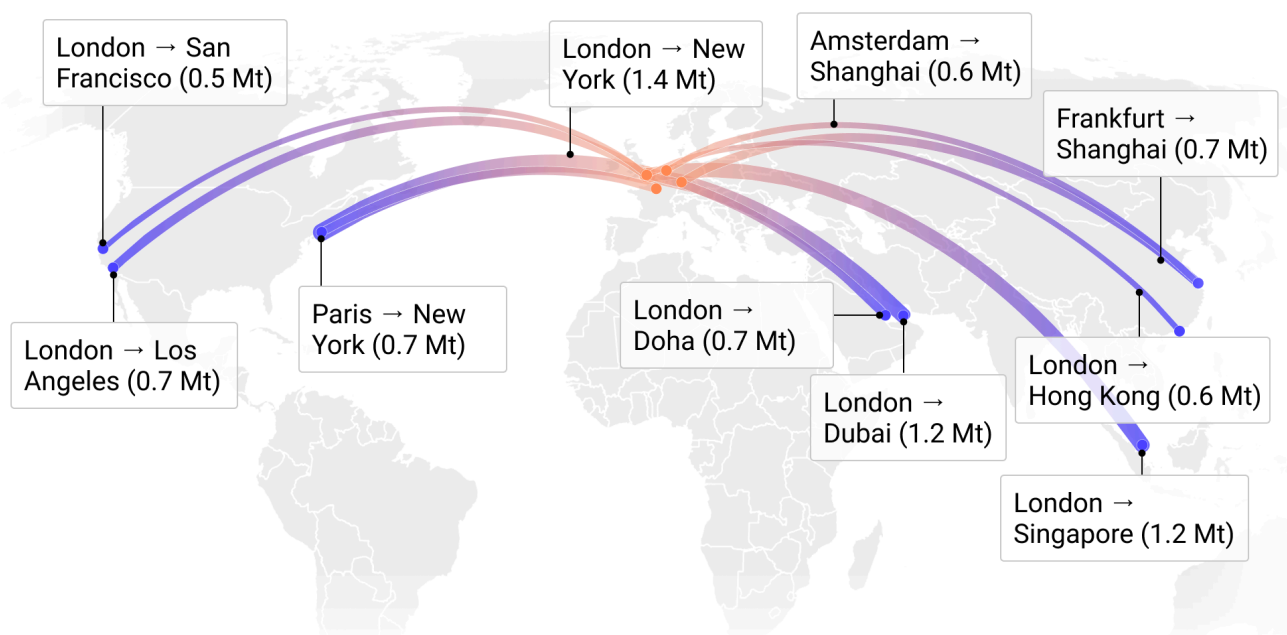 London → San
Francisco (0.5 Mt)
London → New
York (1.4 Mt)
Amsterdam →
Shanghai (0.6 Mt)
Frankfurt →
Shanghai (0.7 Mt)
London → Los
Angeles (0.7 Mt)
Paris → New
York (0.7 Mt)
London →
Doha (0.7 Mt)
London →
Dubai (1.2 Mt)
London →
Hong Kong (0.6 Mt)
London →
Singapore (1.2 Mt)